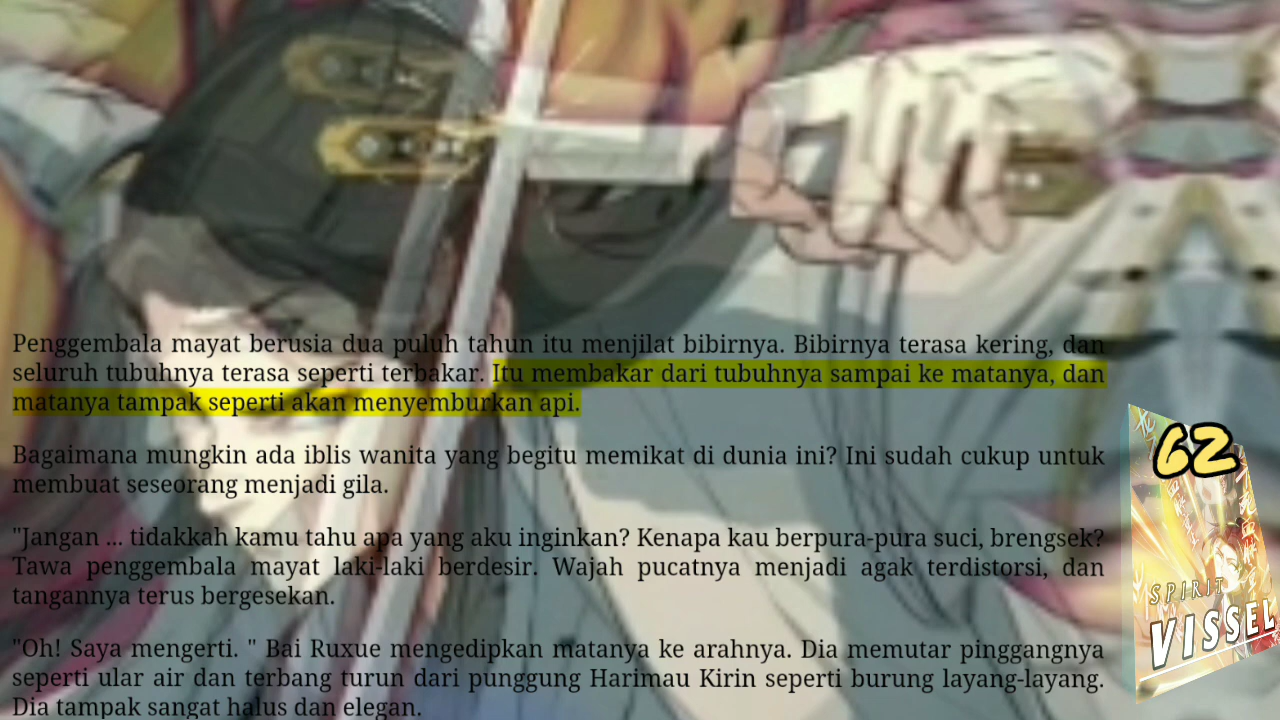 Penggembala mayat berusia dua puluh tahun itu menjilat bibirnya. Bibirnya terasa kering, dan
seluruh tubuhnya terasa seperti terbakar. Itu membakar dari tubuhnya sampai ke matanya, dan
matanya tampak seperti akan menyemburkan api.
Bagaimana mungkin ada iblis wanita yang begitu memikat di dunia ini? Ini sudah cukup untuk
membuat seseorang menjadi gila.
"Jangan ... tidakkah kamu tahu apa yang aku inginkan? Kenapa kau berpura-pura suci, brengsek?
Tawa penggembala mayat laki-laki berdesir. Wajah pucatnya menjadi agak terdistorsi, dan
tangannya terus bergesekan.
"Oh! Saya mengerti. " Bai Ruxue mengedipkan matanya ke arahnya. Dia memutar pinggangnya
seperti ular air dan terbang turun dari punggung Harimau Kirin seperti burung layang-layang.
Dia tampak sangat halus dan elegan.
62
SPIRIT
VISSEL